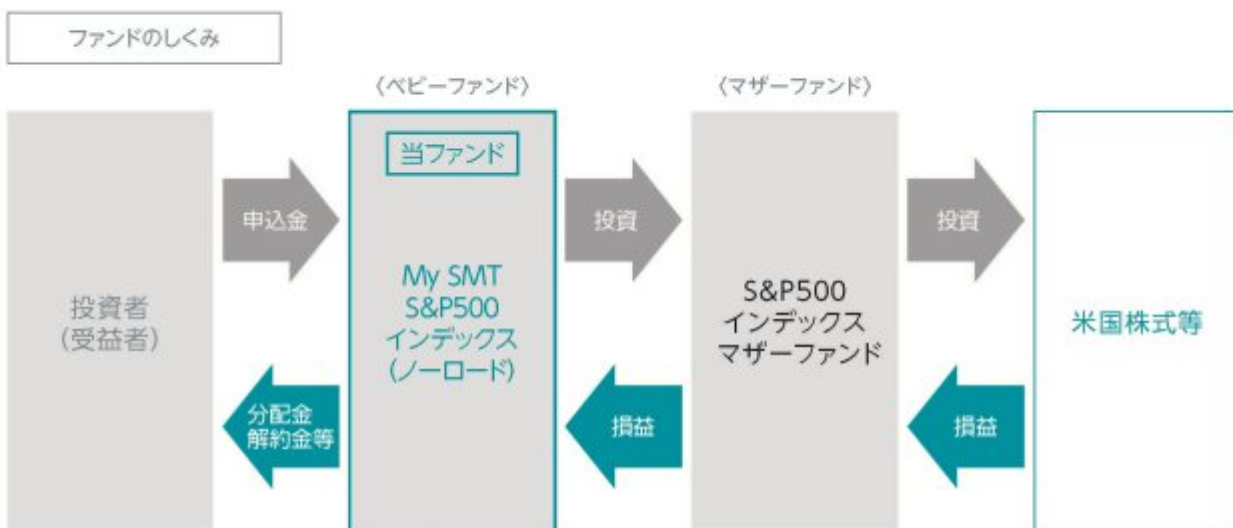 ファンドのしくみ
〈ベビーファンド〉
〈マザーファンド〉
投資者
(受益者)
申込金
分配金
解約金等
当ファンド
My SMT
S&P500
インデックス
(ノーロード)
投資
損益
S&P500
インデックス
マザーファンド
投資
損益
米国株式等